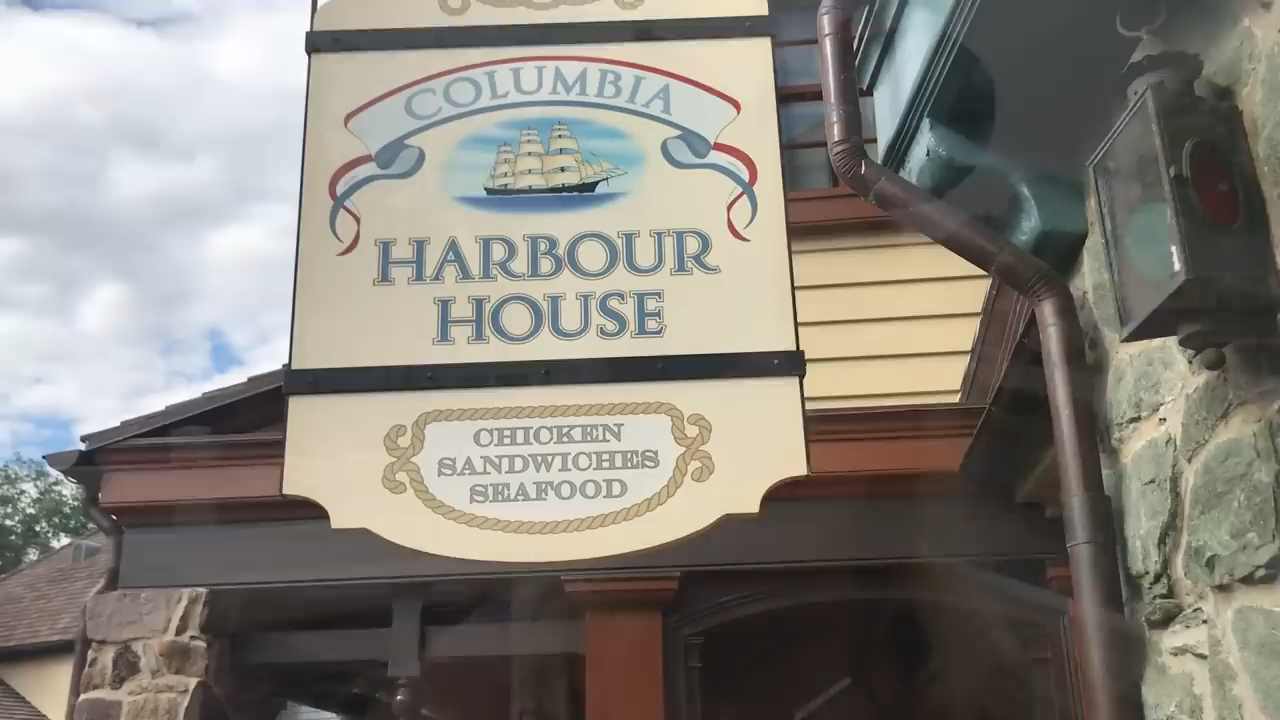 COLUMBIA
HARBOUR
HOUSE
CHICKEN
SANDWICHES
SEAFOOD